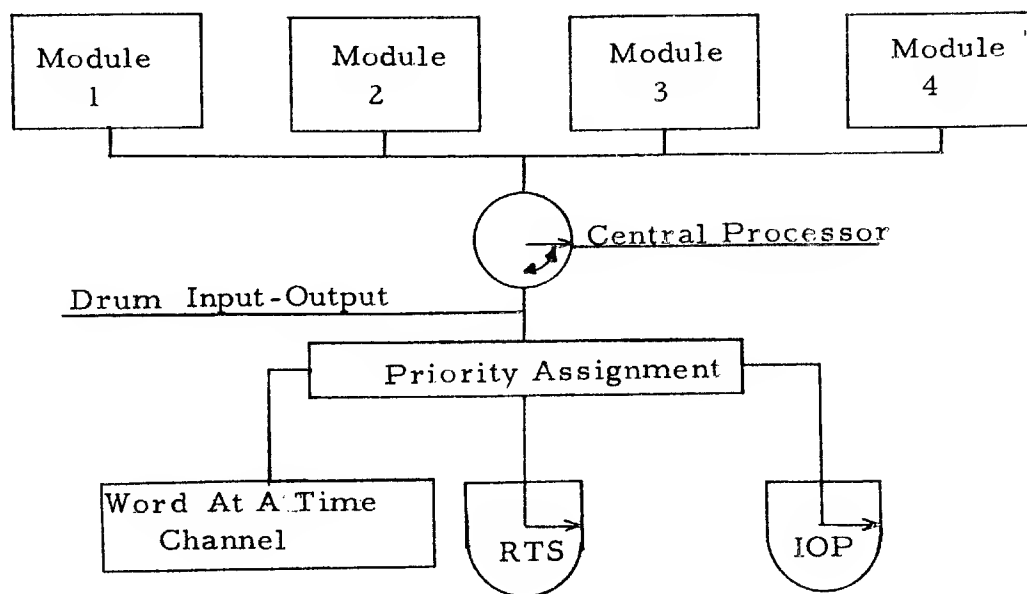 Module
1
Module
2
Module
3
Module
4
Central Processor
Drum Input-Output
Priority Assignment
Word At A Time
Channel
RTS
IOP